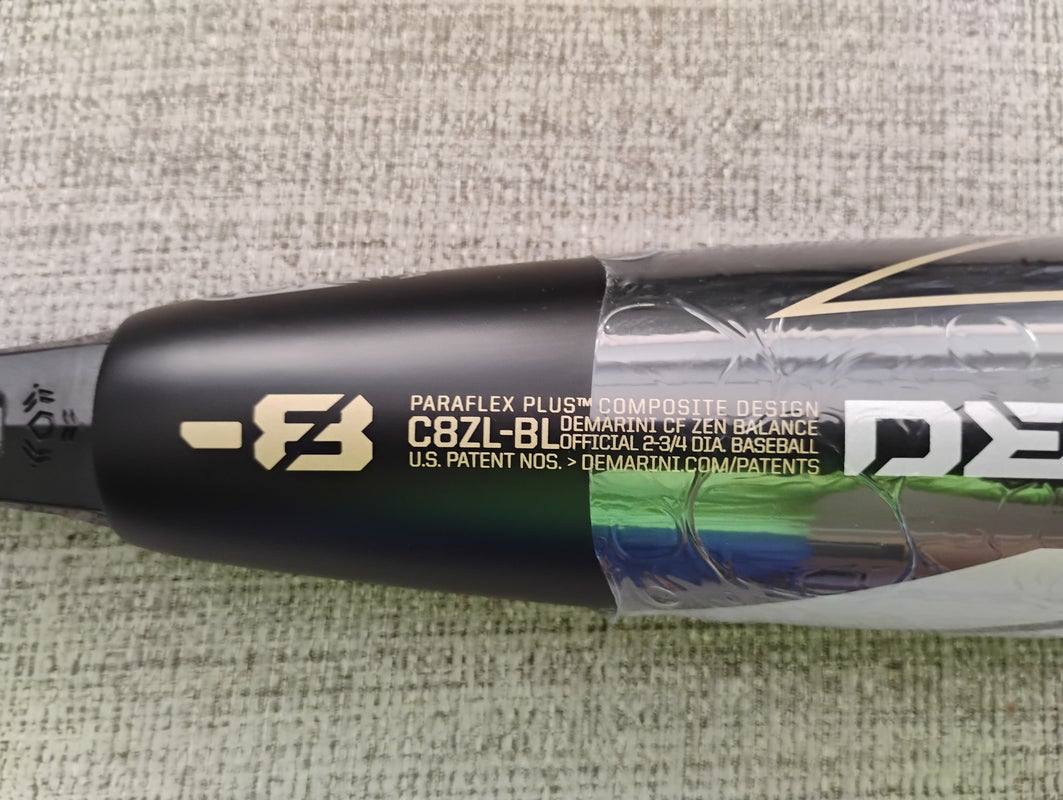 -8
PARAFLEX PLUS™ COMPOSITE DESIGN
C8ZL-BL
DEMARINI CF ZEN BALANCE
OFFICIAL 2-3/4 DIA. BASEBALL
U.S. PATENT NOS. > DEMARINI.COM/PATENTS